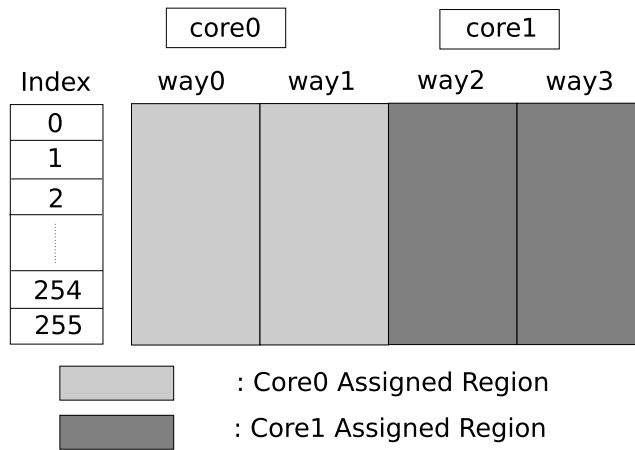 core0 core1
Index way0 way1 way2 way3
0
1
2
254
255
: Core0 Assigned Region
: Core1 Assigned Region